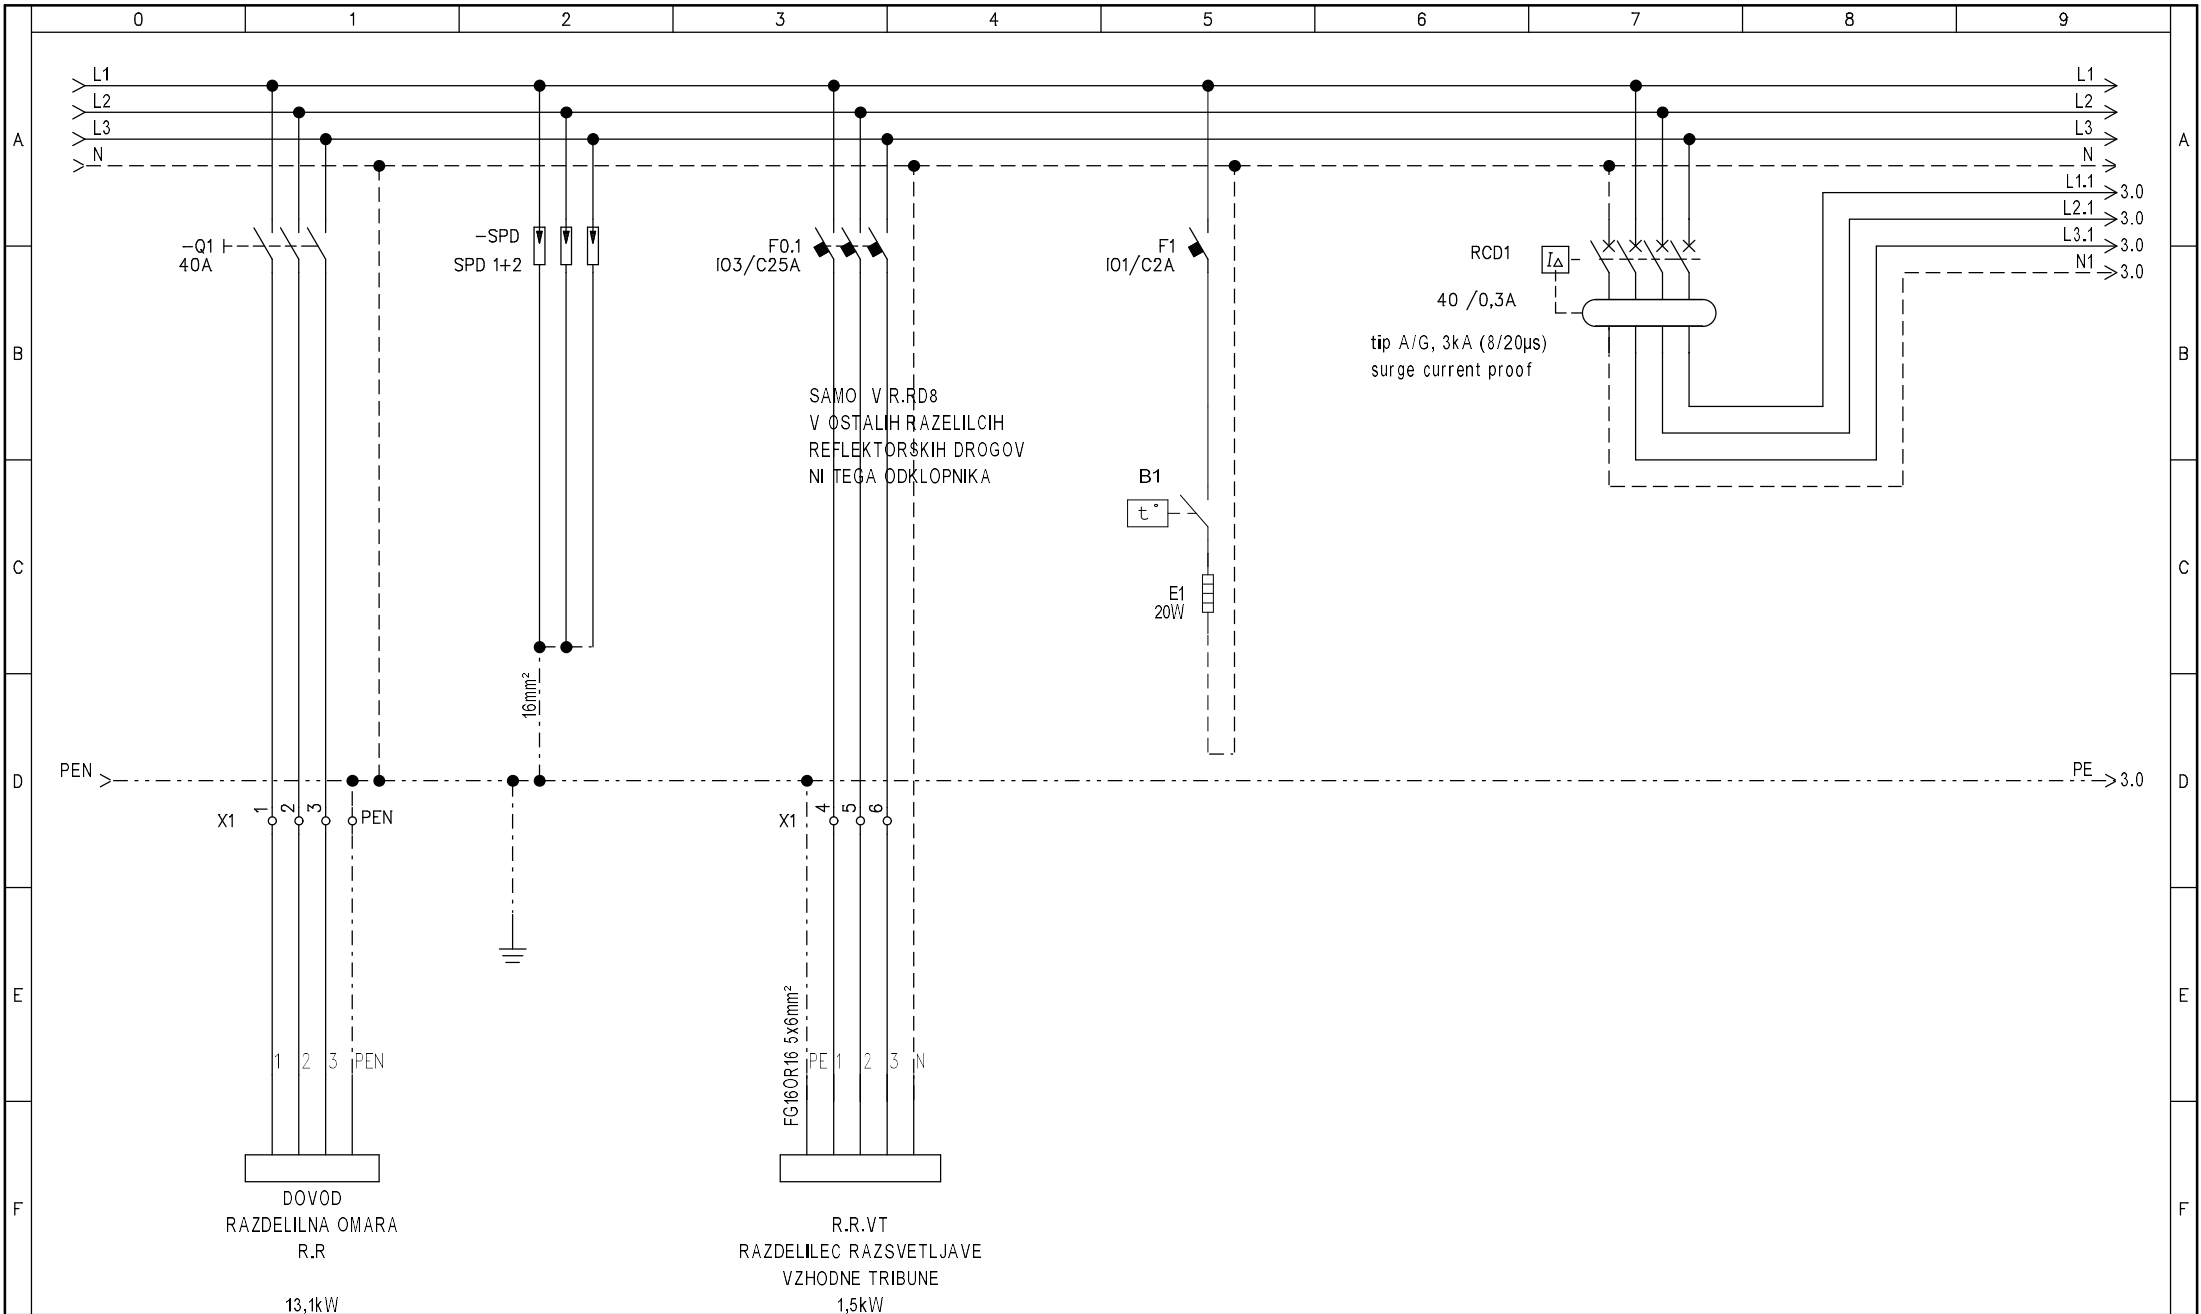 0 1 2 3 4 5 6 7 8 9
L1 L1
L2 L2
L3 L3
A A
N N
L1.1 3.0
L2.1 3.0
L3.1 3.0
N1 3.0
-Q1
40A
-SPD
SPD 1+2
F0.1
I03/C25A
F1
I01/C2A
RCD1
I∆
40 /0,3A
tip A/G, 3kA (8/20µs)
surge current proof
B B
SAMO V R.RD8
V OSTALIH RAZELILCIH
REFLEKTORSKIH DROGOV
NI TEGA ODKLOPNIKA
B1
t°
C C
E1
20W
16mm²
PEN PE 3.0
D D
X1 1 2 3 PEN
X1 4 5 6
E E
FG16OR16 5x6mm²
1 2 3 PEN
PE 1 2 3 N
F F
DOVOD
RAZDELILNA OMARA
R.R
13,1kW
R.R.VT
RAZDELILEC RAZSVETLJAVE
VZHODNE TRIBUNE
1,5kW